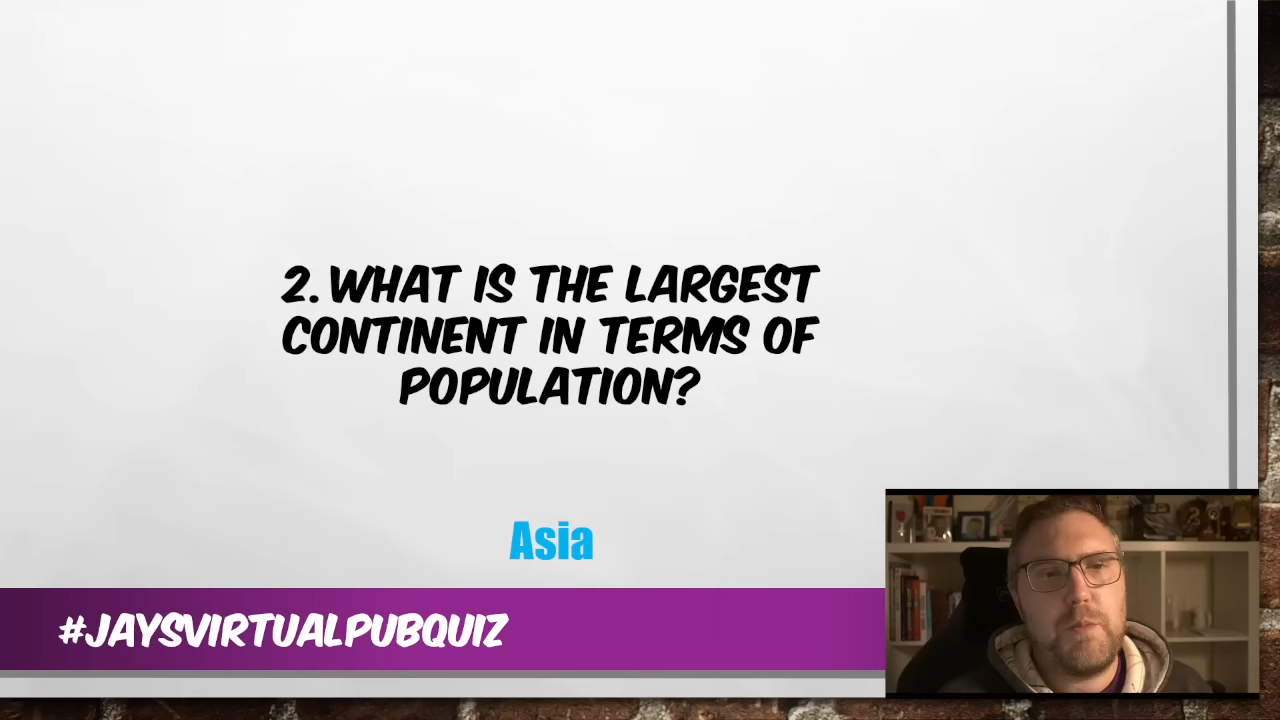 2. WHAT IS THE LARGEST
CONTINENT IN TERMS OF
POPULATION?
Asia
#JAYSVIRTUALPUBQUIZ